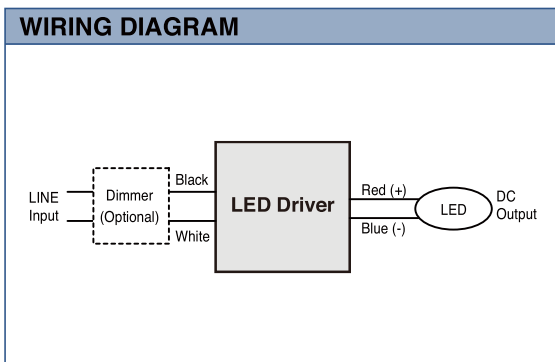 WIRING DIAGRAM
LINE
Input
Dimmer
(Optional)
Black
White
LED Driver
Red (+)
Blue (-)
LED
DC
Output